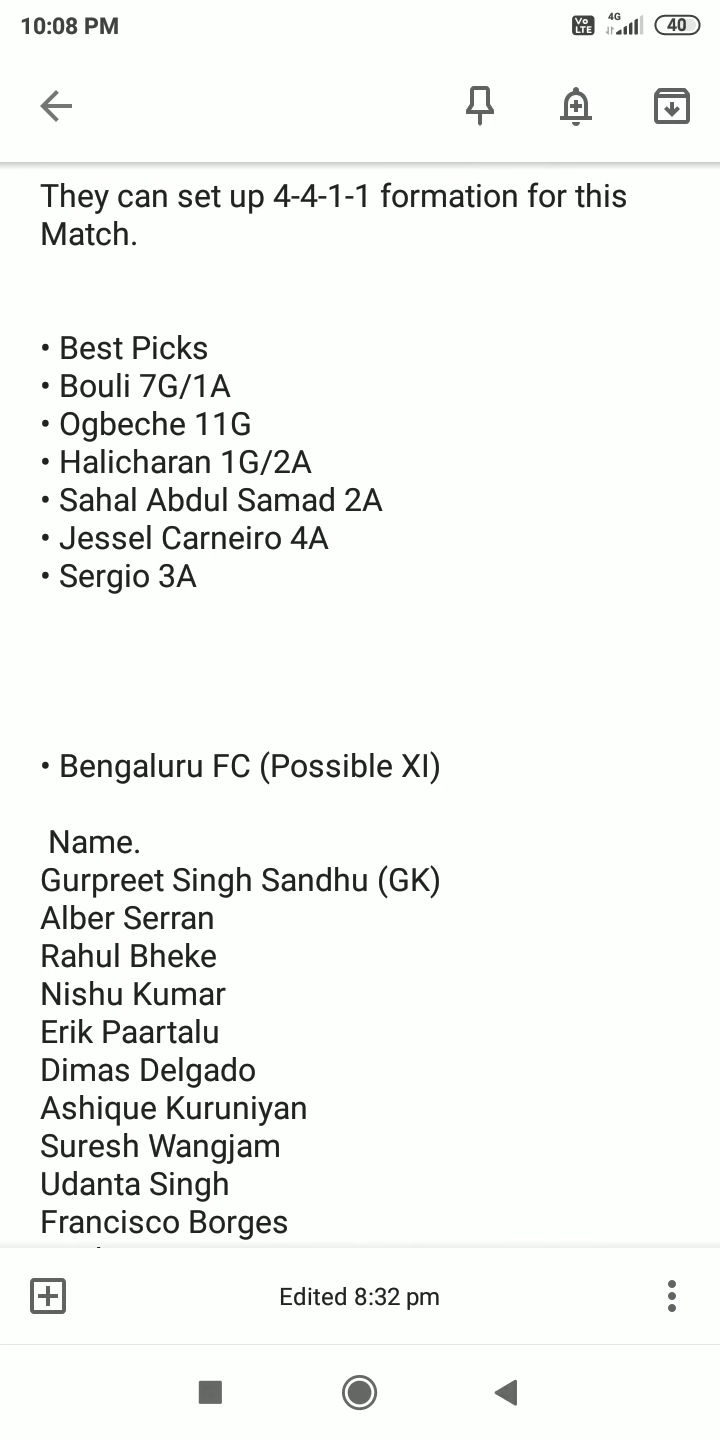 10:08 PM
Vo LTE 4G 40
They can set up 4-4-1-1 formation for this
Match.
• Best Picks
• Bouli 7G/1A
• Ogbeche 11G
• Halicharan 1G/2A
• Sahal Abdul Samad 2A
• Jessel Carneiro 4A
• Sergio 3A
• Bengaluru FC (Possible XI)
Name.
Gurpreet Singh Sandhu (GK)
Alber Serran
Rahul Bheke
Nishu Kumar
Erik Paartalu
Dimas Delgado
Ashique Kuruniyan
Suresh Wangjam
Udanta Singh
Francisco Borges
Edited 8:32 pm